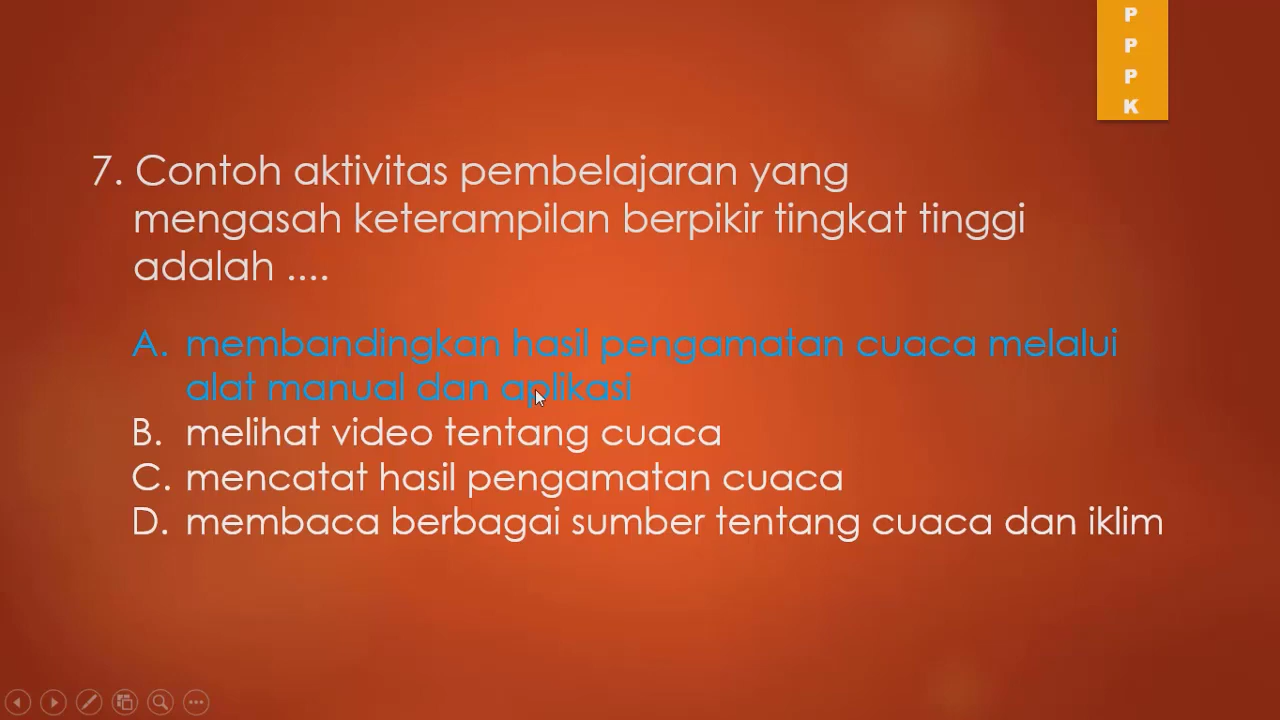 P
P
P
K
7. Contoh aktivitas pembelajaran yang
mengasah keterampilan berpikir tingkat tinggi
adalah ....
A. membandingkan hasil pengamatan cuaca melalui
alat manual dan aplikasi
B. melihat video tentang cuaca
C. mencatat hasil pengamatan cuaca
D. membaca berbagai sumber tentang cuaca dan iklim